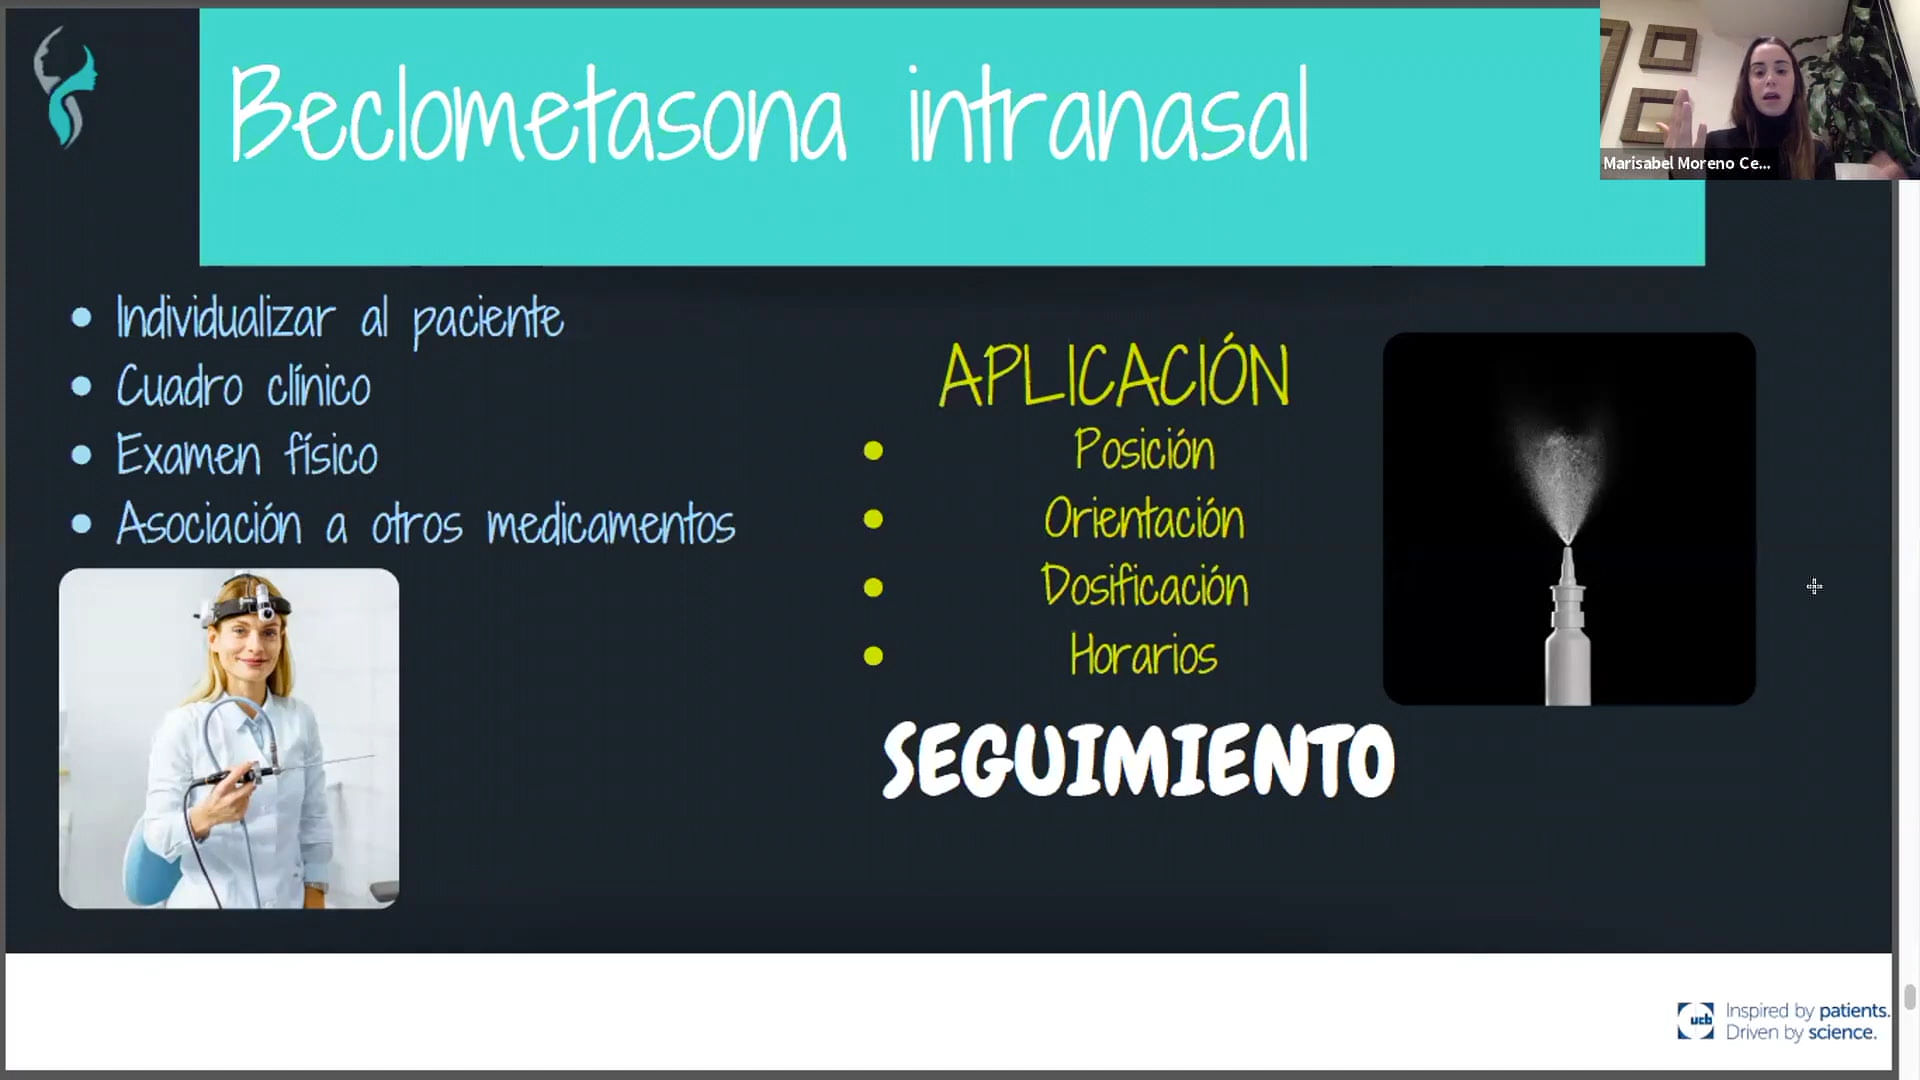 Beclometasona intranasal
Marisabel Moreno Ce...
Individualizar al paciente
Cuadro clínico
Examen físico
Asociación a otros medicamentos
APLICACIÓN
Posición
Orientación
Dosificación
Horarios
SEGUIMIENTO
ucb
Inspired by patients.
Driven by science.